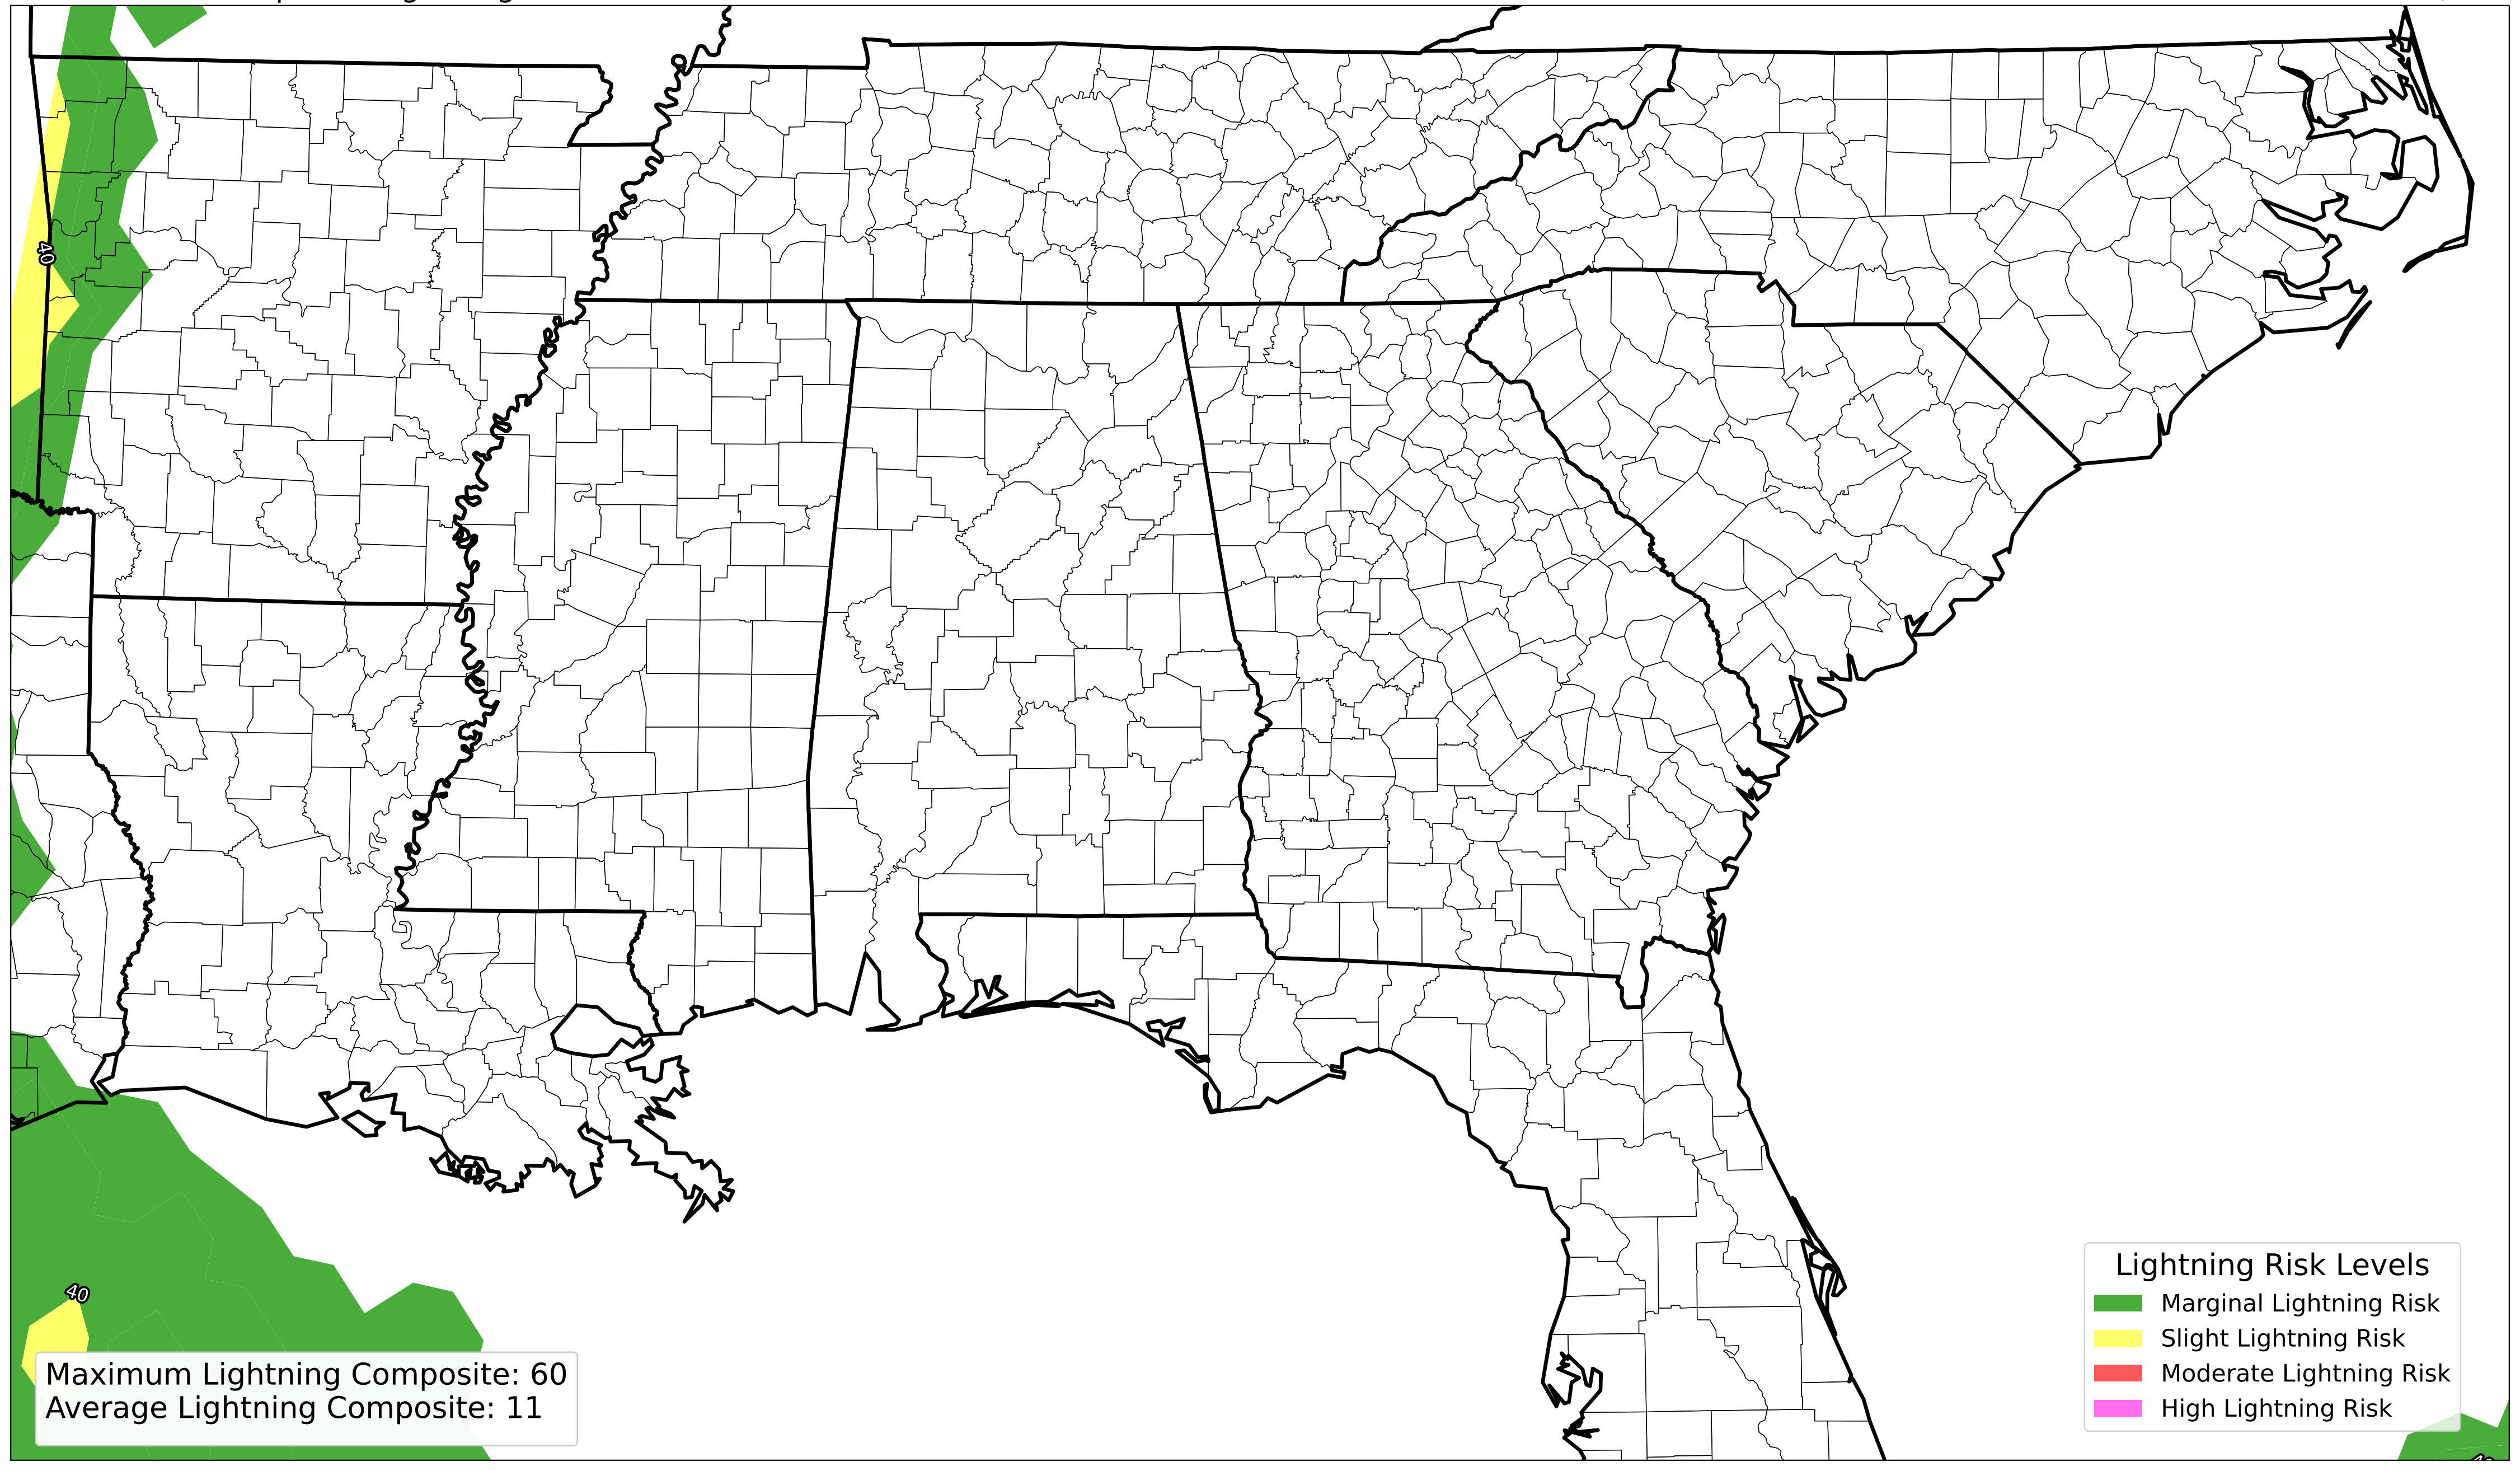 40
40
Maximum Lightning Composite: 60
Average Lightning Composite: 11
Lightning Risk Levels
Marginal Lightning Risk
Slight Lightning Risk
Moderate Lightning Risk
High Lightning Risk